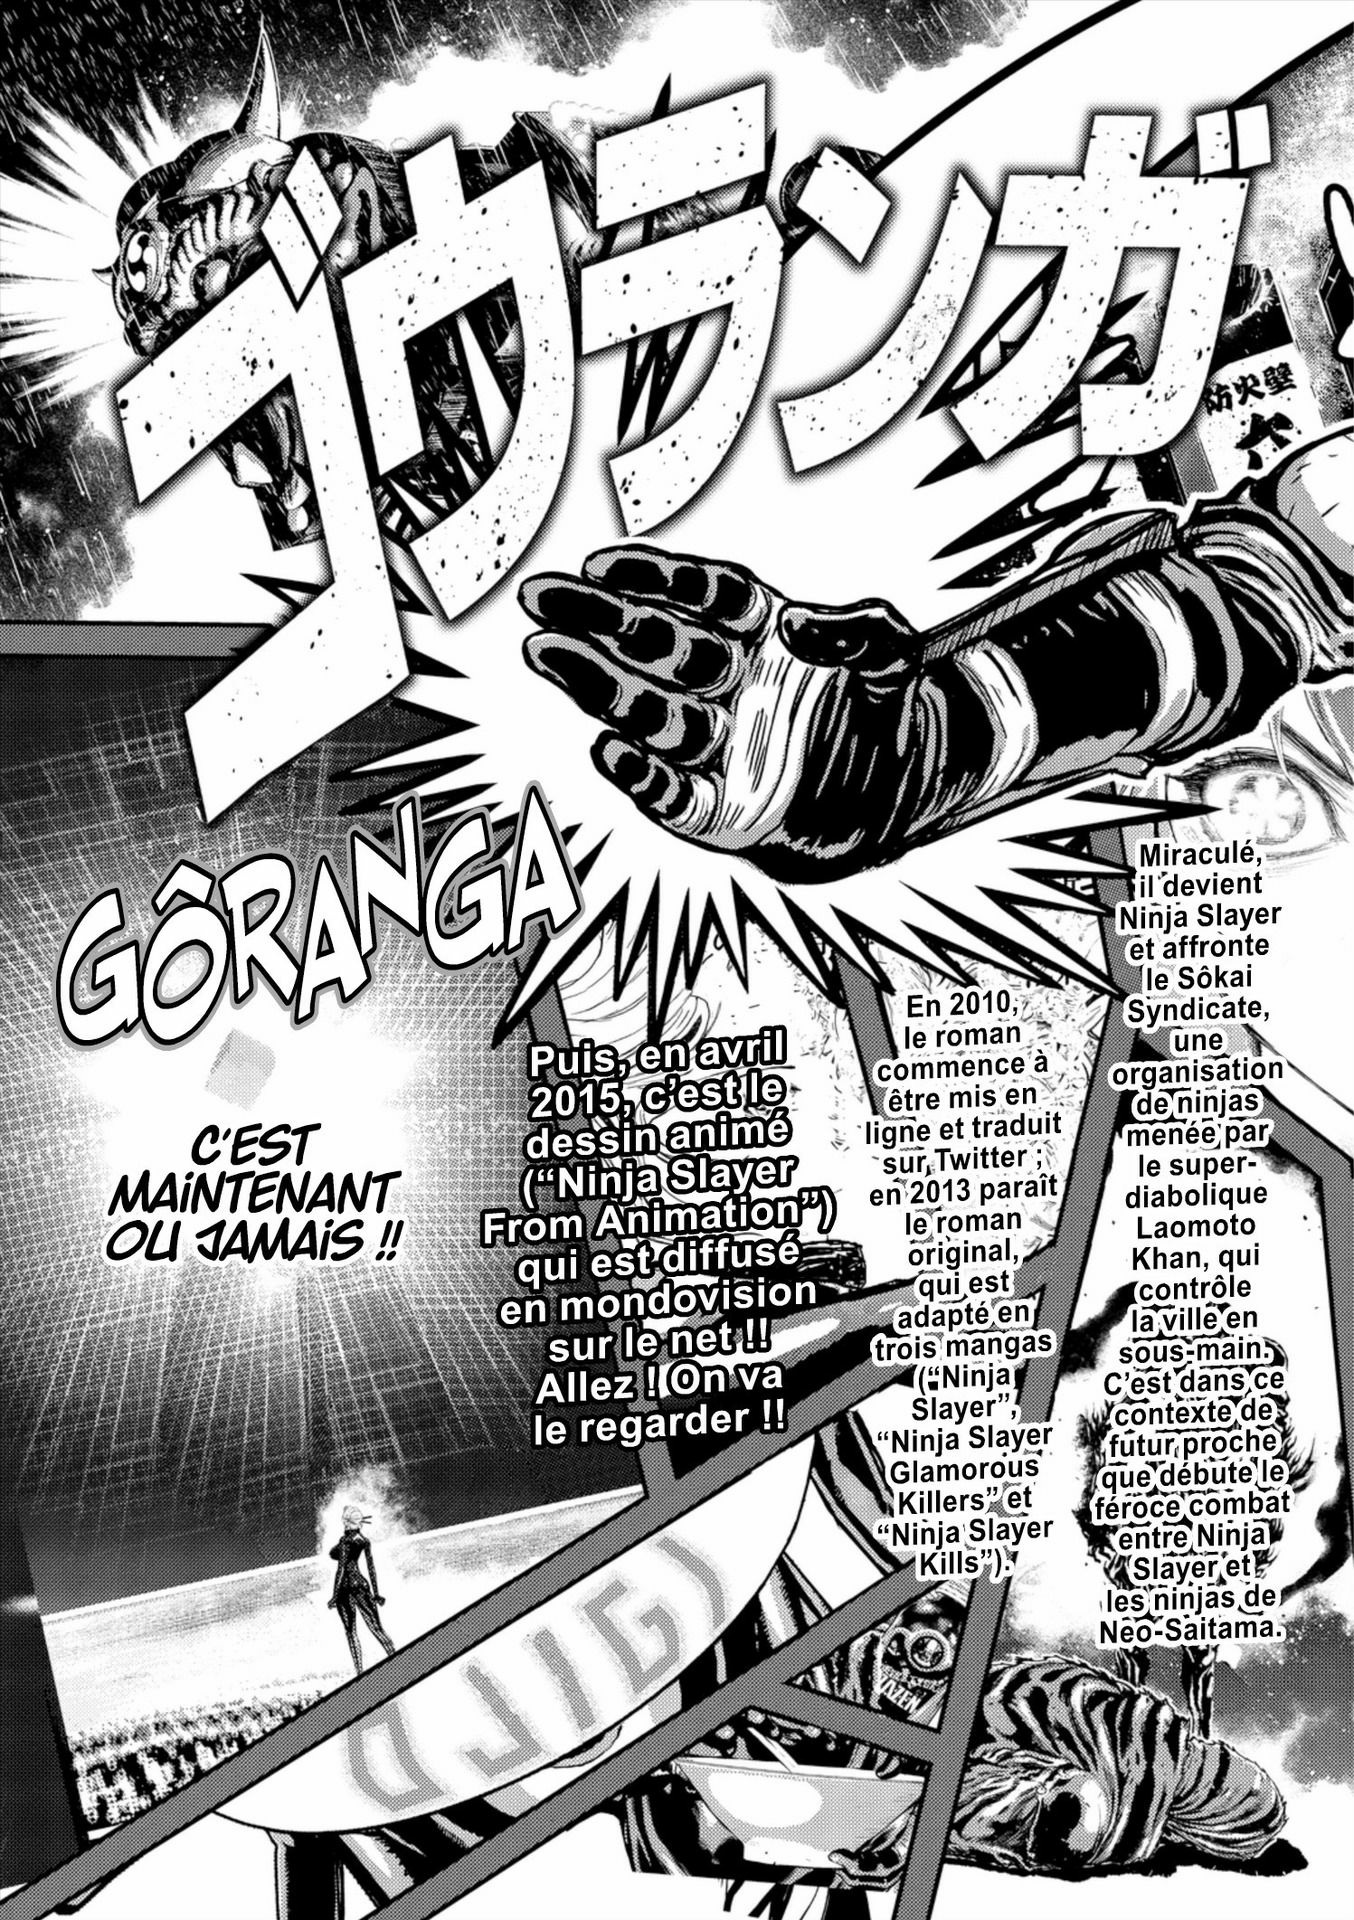 ゴウランガ
防火壁
六
GÔRANGA
Miraculé,
il devient
Ninja Slayer
et affronte
le Sôkai
Syndicate,
une
organisation
de ninjas
menée par
le super-
diabolique
Laomoto
Khan, qui
contrôle
la ville en
sous-main.
C'est dans ce
contexte de
futur proche
que débute le
féroce combat
entre Ninja
Slayer et
les ninjas de
Neo-Saitama.
En 2010,
le roman
commence à
être mis en
ligne et traduit
sur Twitter ;
en 2013 paraît
le roman
original,
qui est
adapté en
trois mangas
("Ninja
Slayer",
"Ninja Slayer
Glamorous
Killers" et
"Ninja Slayer
Kills").
Puis, en avril
2015, c'est le
dessin animé
("Ninja Slayer
From Animation")
qui est diffusé
en mondovision
sur le net !!
Allez ! On va
le regarder !!
C'EST
MAINTENANT
OU JAMAIS !!